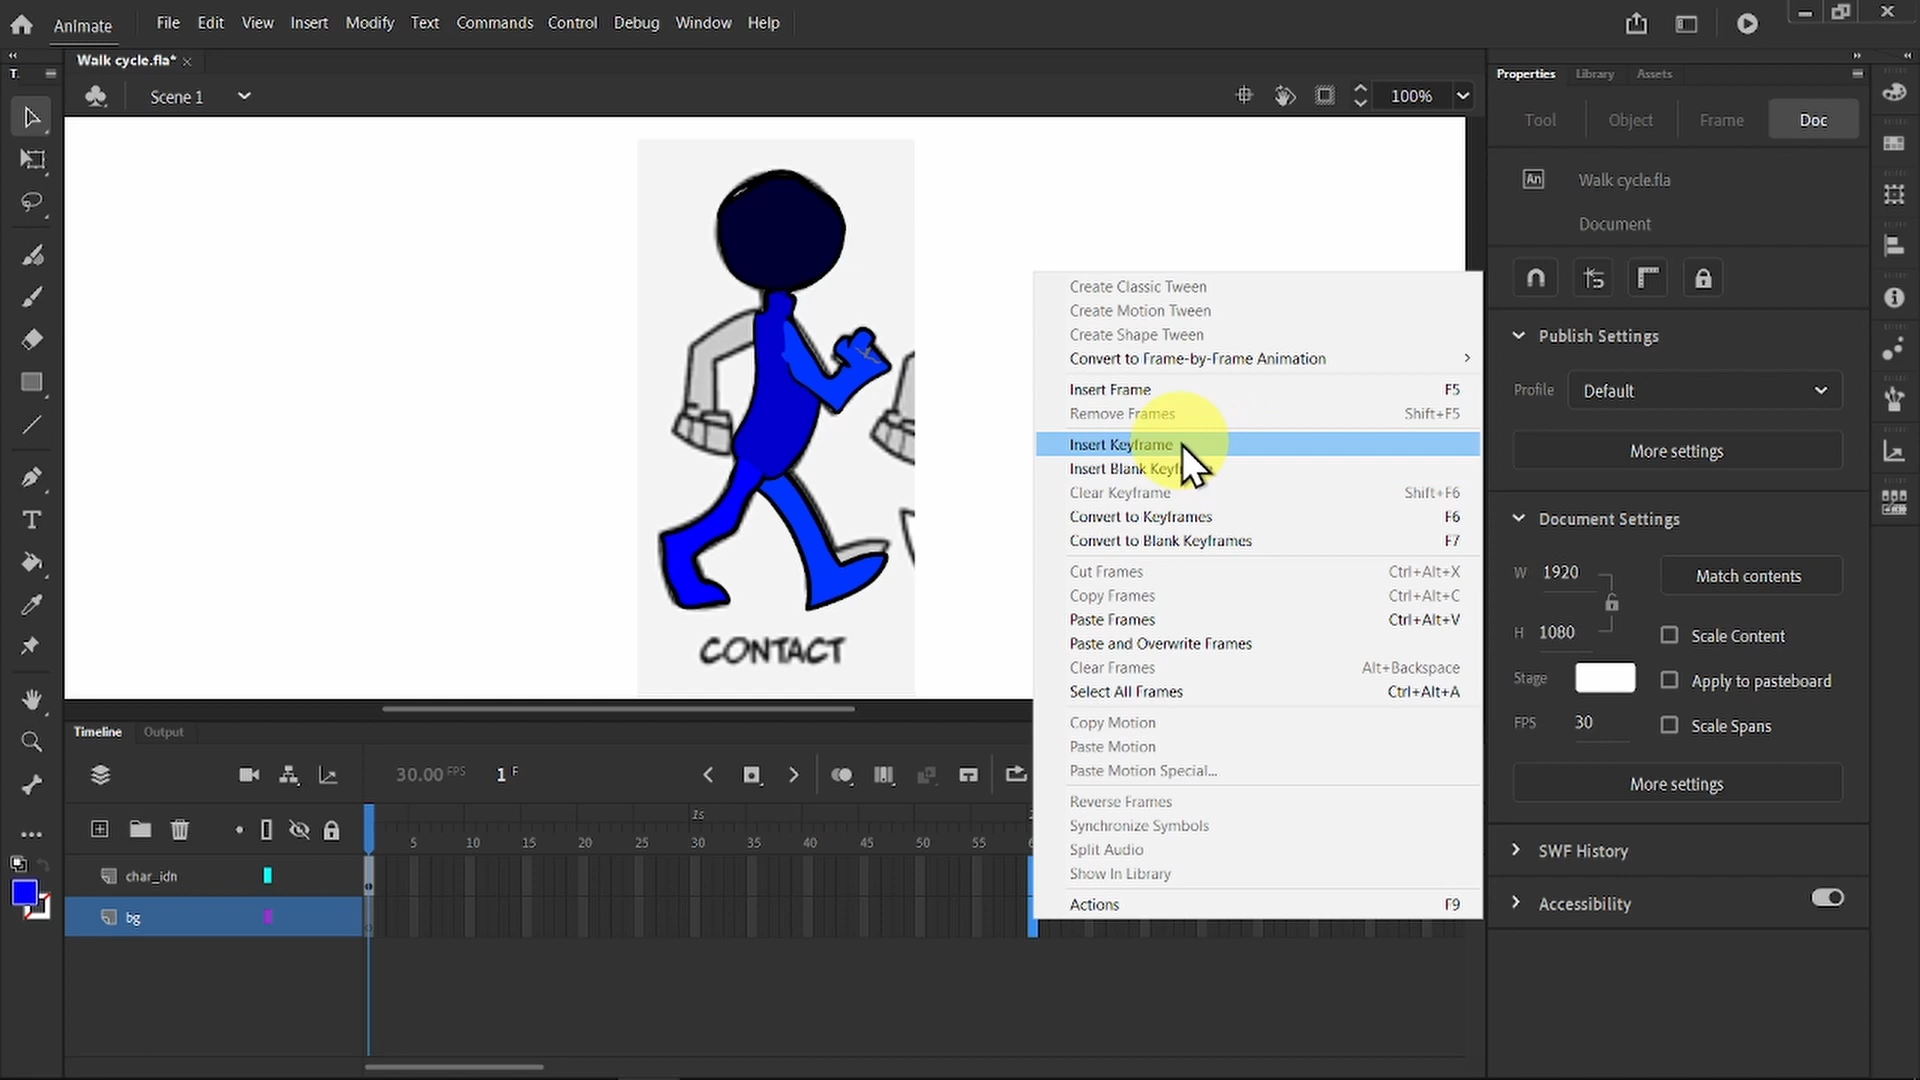 Animate File Edit View Insert Modify Text Commands Control Debug Window Help
Walk cycle.fla*
T.
Scene 1
100%
CONTACT
Create Classic Tween
Create Motion Tween
Create Shape Tween
Convert to Frame-by-Frame Animation
Insert Frame F5
Remove Frames Shift+F5
Insert Keyframe
Insert Blank
Clear Keyframe Shift+F6
Convert to Keyframes F6
Convert to Blank Keyframes F7
Cut Frames Ctrl+Alt+X
Copy Frames Ctrl+Alt+C
Paste Frames Ctrl+Alt+V
Paste and Overwrite Frames
Clear Frames Alt+Backspace
Select All Frames Ctrl+Alt+A
Copy Motion
Paste Motion
Paste Motion Special...
Reverse Frames
Synchronize Symbols
Split Audio
Show In Library
Actions F9
Timeline Output
30.00 FPS 1 F
1s
5 10 15 20 25 30 35 40 45 50 55
char_idn
bg
Properties Library Assets
Tool Object Frame Doc
An Walk cycle.fla
Document
Publish Settings
Profile Default
More settings
Document Settings
W 1920 Match contents
H 1080 Scale Content
Stage Apply to pasteboard
FPS 30 Scale Spans
More settings
SWF History
Accessibility